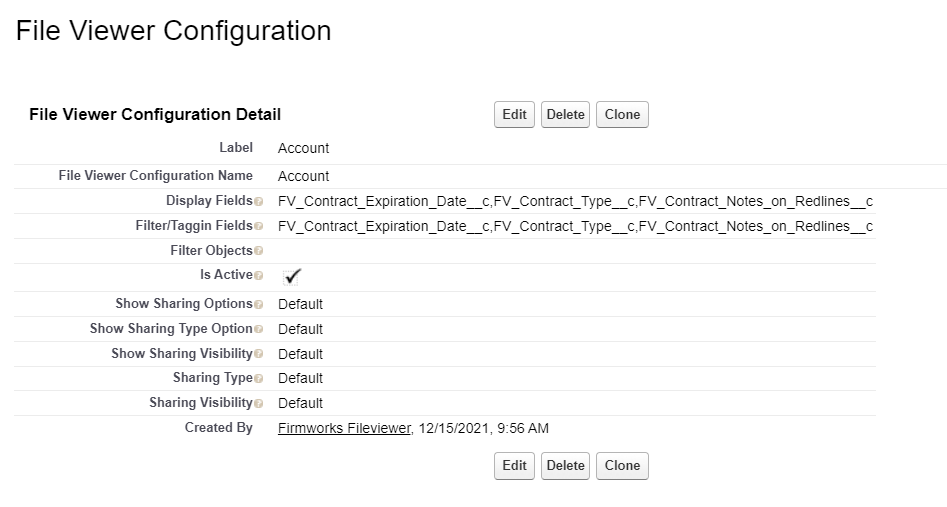 File Viewer Configuration
File Viewer Configuration Detail Edit Delete Clone
Label Account
File Viewer Configuration Name Account
Display Fields? FV_Contract_Expiration_Date__c,FV_Contract_Type__c,FV_Contract_Notes_on_Redlines__c
Filter/Taggin Fields? FV_Contract_Expiration_Date__c,FV_Contract_Type__c,FV_Contract_Notes_on_Redlines__c
Filter Objects?
Is Active?
Show Sharing Options? Default
Show Sharing Type Option? Default
Show Sharing Visibility? Default
Sharing Type? Default
Sharing Visibility? Default
Created By Firmworks Fileviewer, 12/15/2021, 9:56 AM
Edit Delete Clone